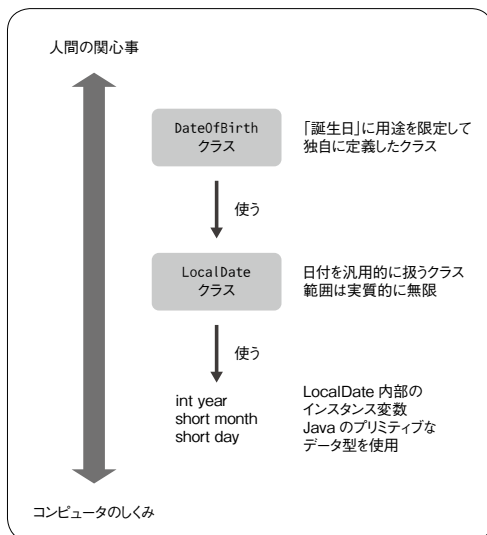 人間の関心事
DateOfBirth
クラス
「誕生日」に用途を限定して
独自に定義したクラス
使う
LocalDate
クラス
日付を汎用的に扱うクラス
範囲は実質的に無限
使う
int year
short month
short day
LocalDate 内部の
インスタンス変数
Java のプリミティブな
データ型を使用
コンピュータのしくみ